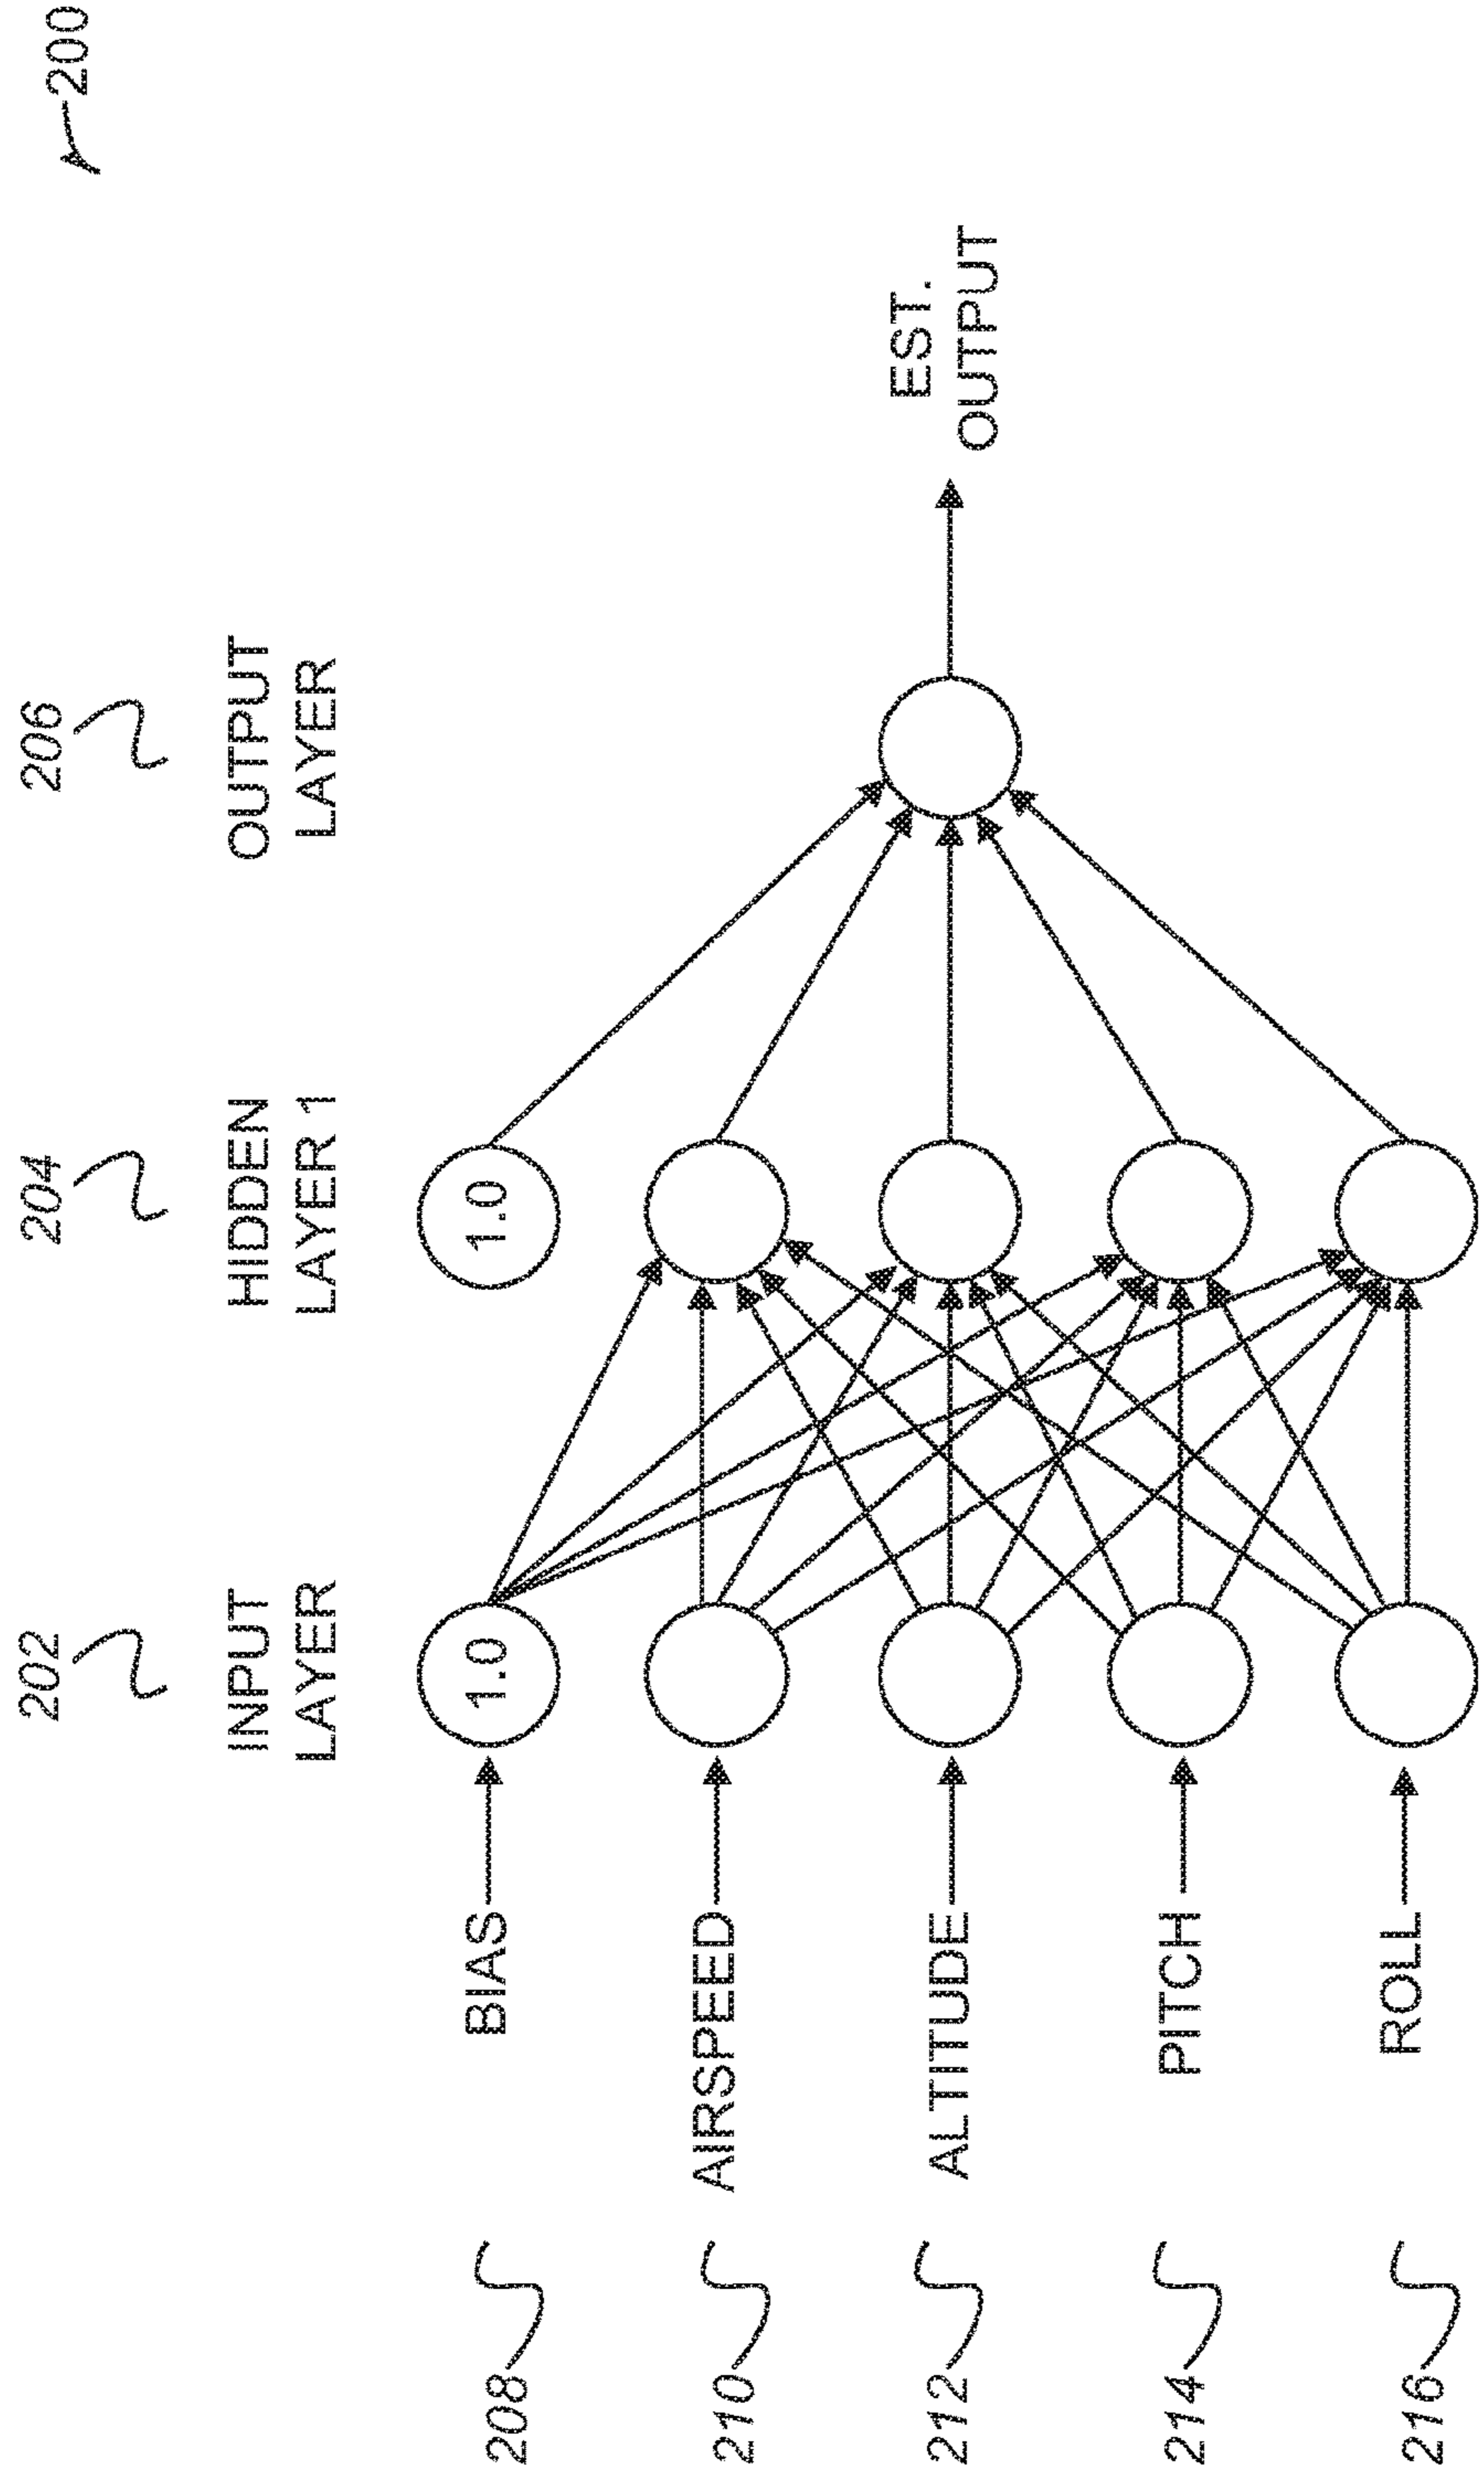 200
202
204
206
INPUT
LAYER
HIDDEN
LAYER 1
OUTPUT
LAYER
208
BIAS
1.0
1.0
210
AIRSPEED
212
ALTITUDE
EST.
OUTPUT
214
PITCH
216
ROLL